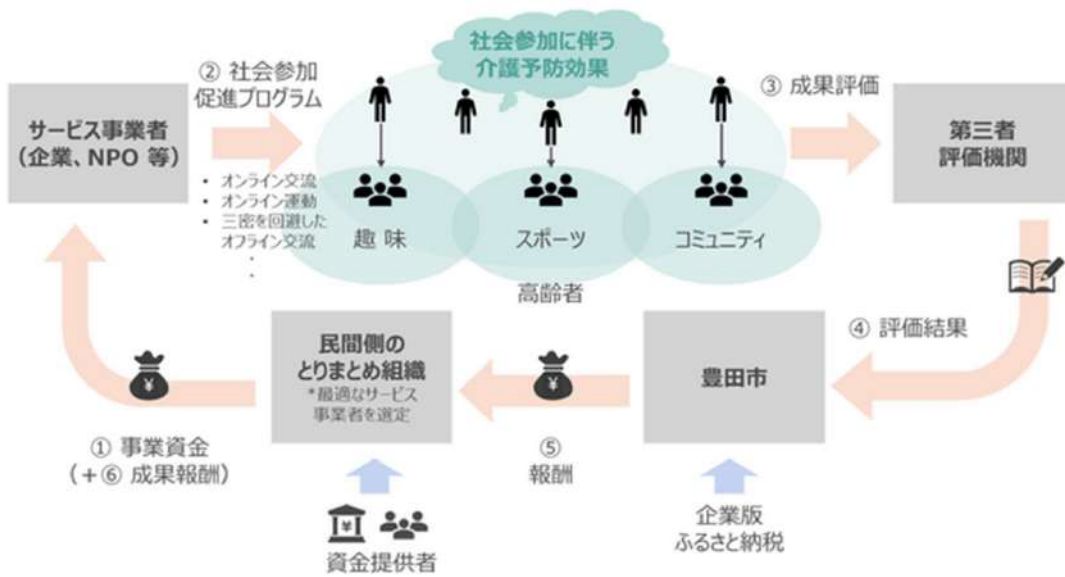 社会参加に伴う
介護予防効果
② 社会参加
促進プログラム
③ 成果評価
サービス事業者
(企業、NPO 等)
第三者
評価機関
• オンライン交流
• オンライン運動
• 三密を回避した
オフライン交流
・
・
趣 味
スポーツ
コミュニティ
高齢者
④ 評価結果
民間側の
とりまとめ組織
*最適なサービス
事業者を選定
¥
¥
豊田市
① 事業資金
(+⑥ 成果報酬)
⑤
報酬
¥
資金提供者
企業版
ふるさと納税